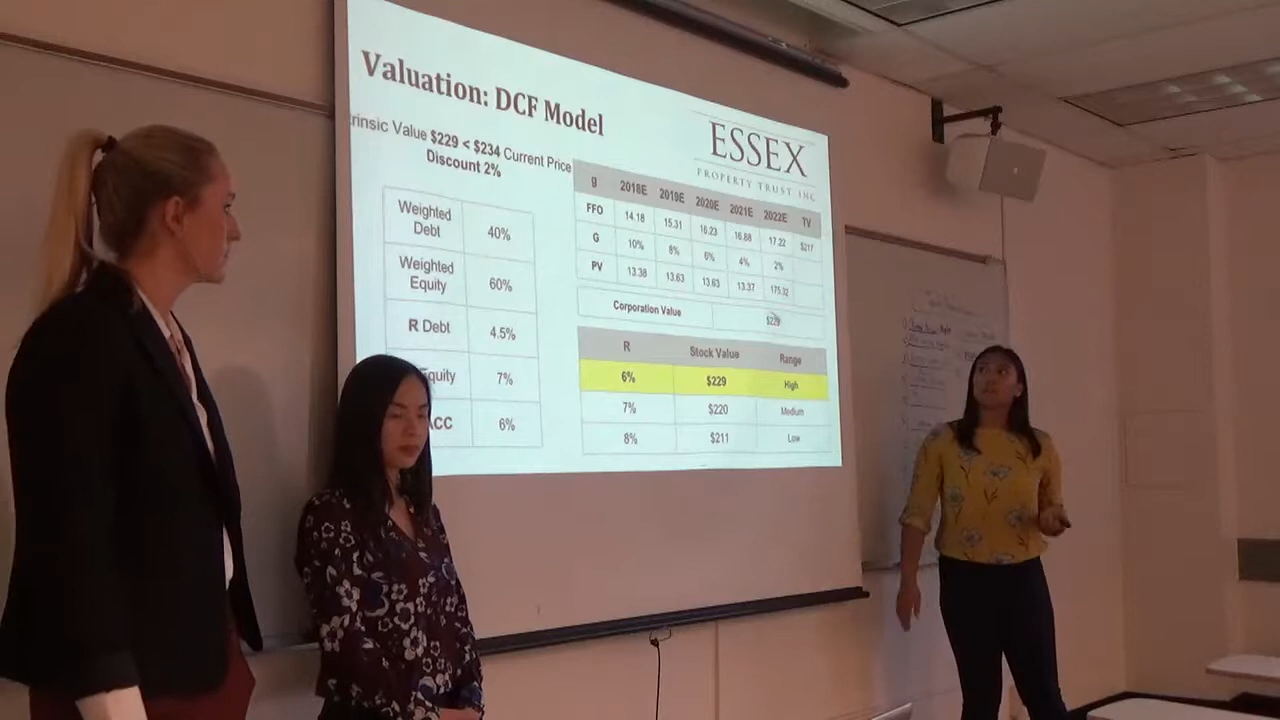 Valuation: DCF Model
rinsic Value $229 < $234 Current Price
Discount 2%
ESSEX
PROPERTY TRUST INC
Weighted Debt 40%
Weighted Equity 60%
R Debt 4.5%
Equity 7%
ACC 6%
g 2018E 2019E 2020E 2021E 2022E TV
FFO 14.18 15.31 16.23 16.88 17.22 $217
G 10% 8% 6% 4% 2%
PV 13.38 13.63 13.63 13.37 175.32
Corporation Value $229
R Stock Value Range
6% $229 High
7% $220 Medium
8% $211 Low